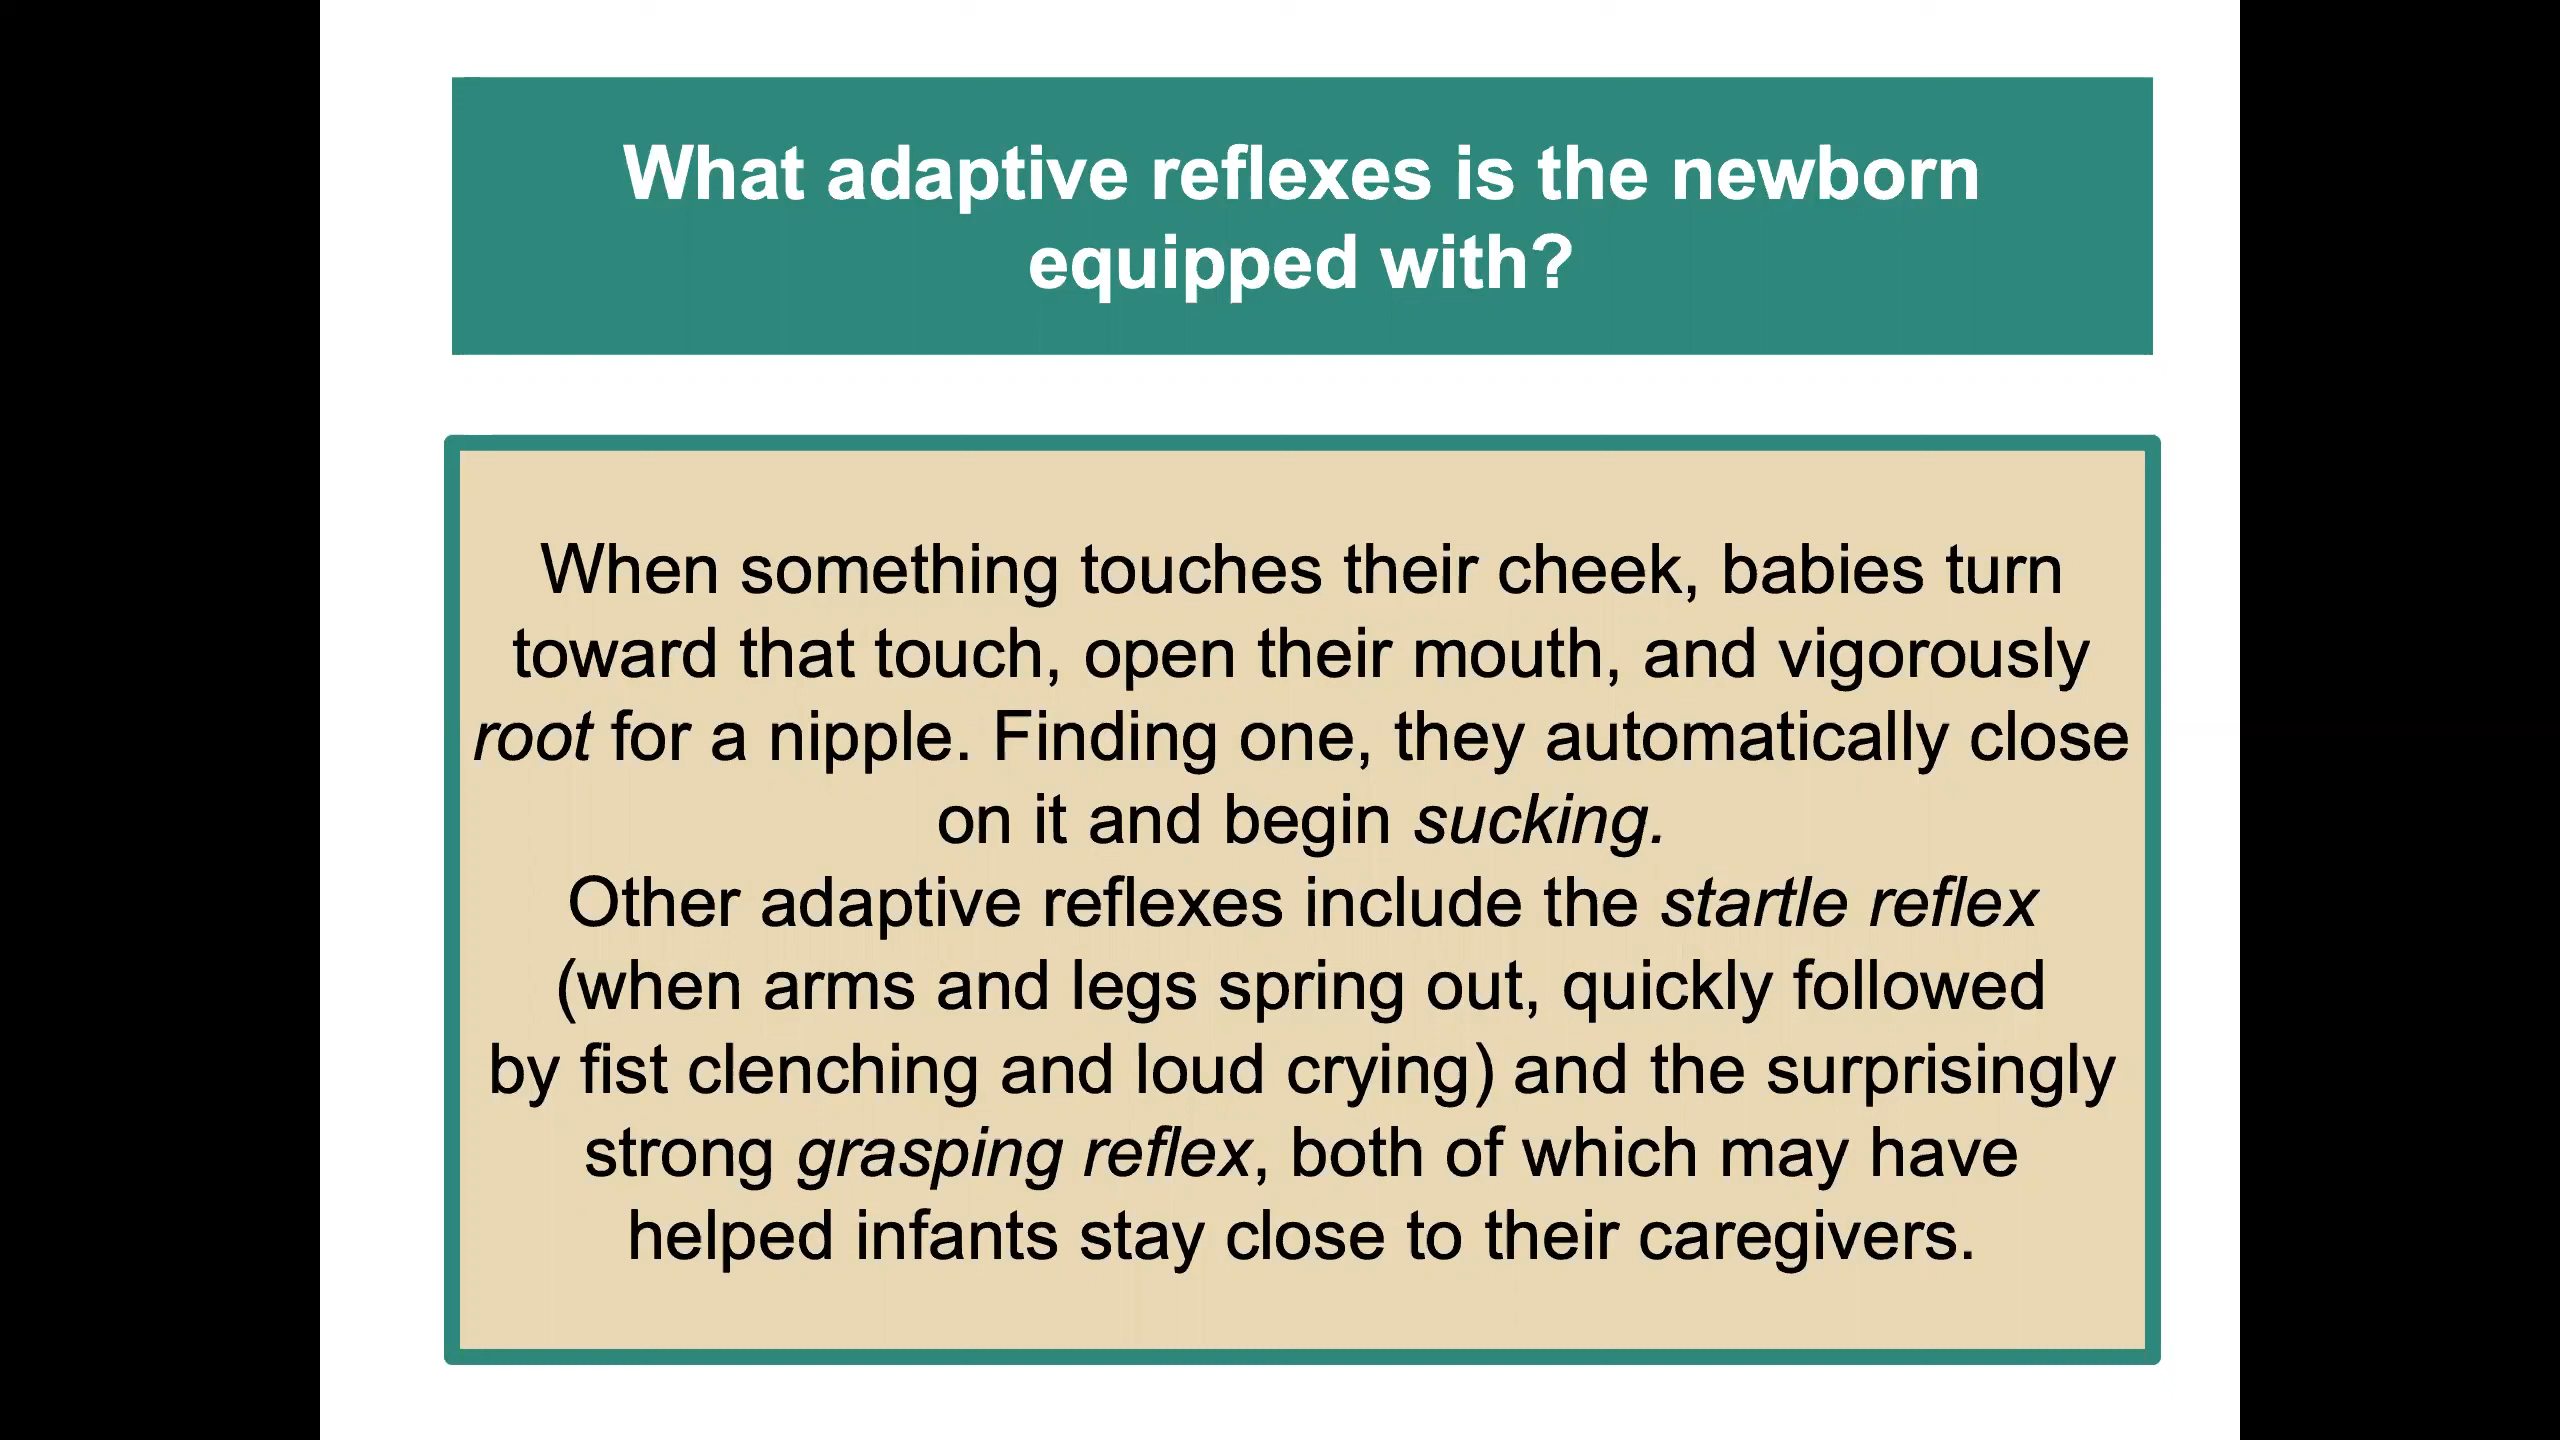 What adaptive reflexes is the newborn
equipped with?
When something touches their cheek, babies turn
toward that touch, open their mouth, and vigorously
root for a nipple. Finding one, they automatically close
on it and begin sucking.
Other adaptive reflexes include the startle reflex
(when arms and legs spring out, quickly followed
by fist clenching and loud crying) and the surprisingly
strong grasping reflex, both of which may have
helped infants stay close to their caregivers.